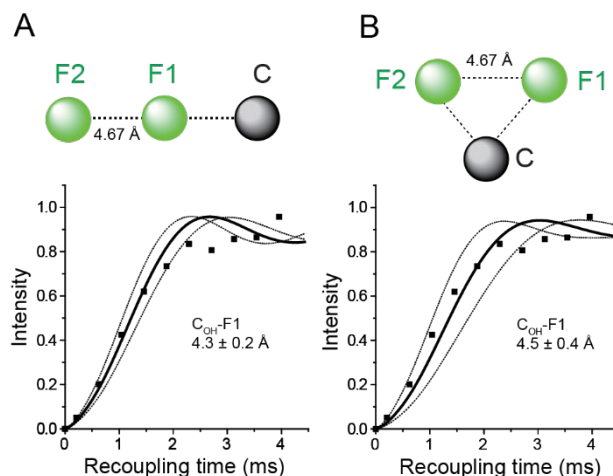 A
F2
F1
C
4.67 Å
1.0
0.8
0.6
0.4
0.2
0.0
Intensity
C_OH-F1
4.3 ± 0.2 Å
0 1 2 3 4
Recoupling time (ms)
B
4.67 Å
F2
F1
C
1.0
0.8
0.6
0.4
0.2
0.0
Intensity
C_OH-F1
4.5 ± 0.4 Å
0 1 2 3 4
Recoupling time (ms)